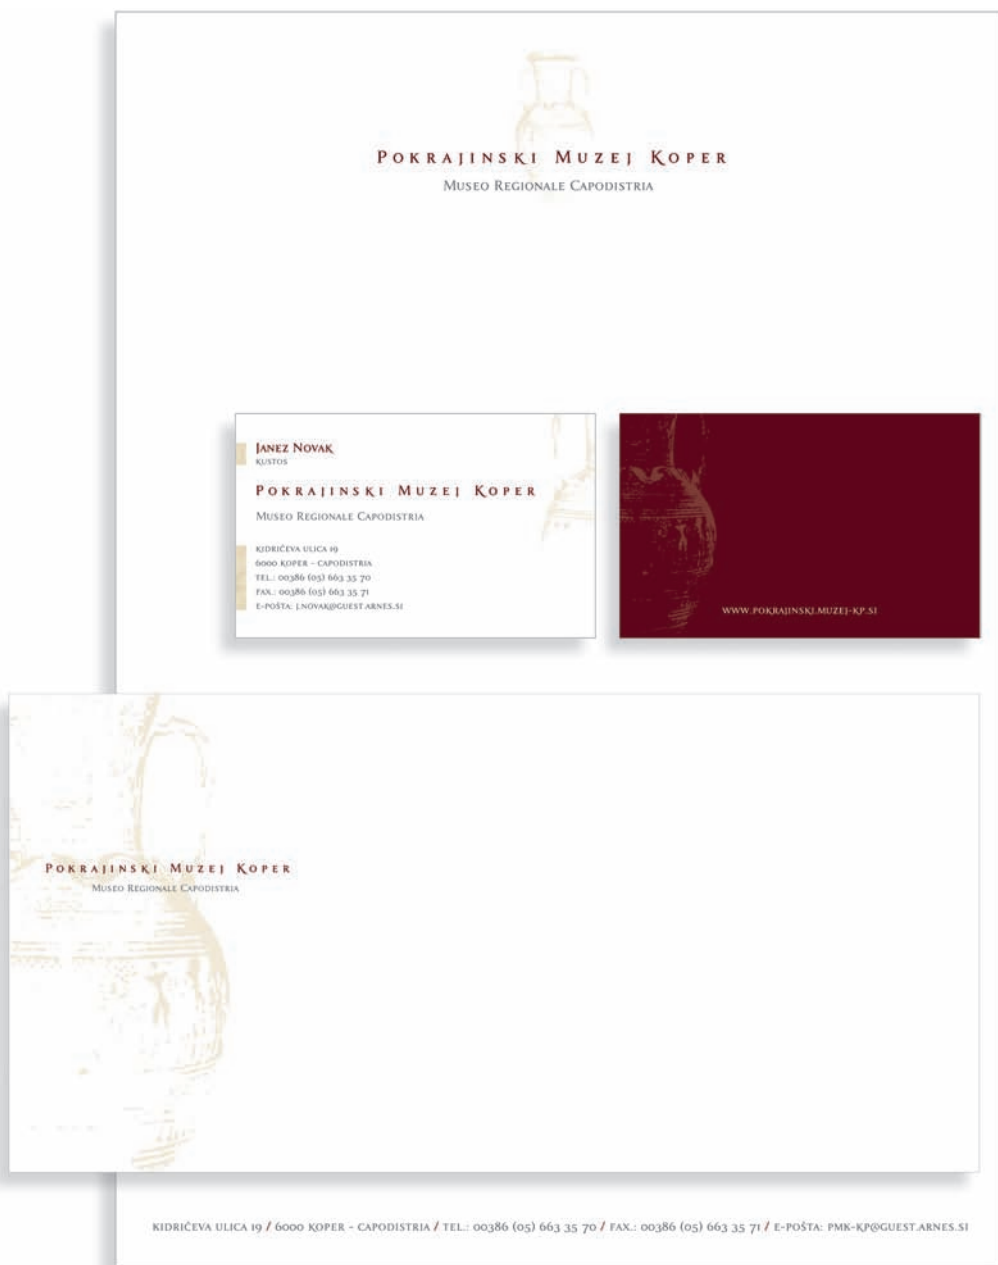 Pokrajinski Muzej Koper
Museo Regionale Capodistria
Janez Novak
kustos
Pokrajinski Muzej Koper
Museo Regionale Capodistria
Kidričeva ulica 19
6000 Koper - Capodistria
Tel.: 00386 (05) 663 35 70
Fax.: 00386 (05) 663 35 71
e-pošta: j.novak@guest.arnes.si
www.pokrajinski.muzej-kp.si
Pokrajinski Muzej Koper
Museo Regionale Capodistria
Kidričeva ulica 19 / 6000 Koper - Capodistria / Tel.: 00386 (05) 663 35 70 / Fax.: 00386 (05) 663 35 71 / e-pošta: pmk-kp@guest.arnes.si